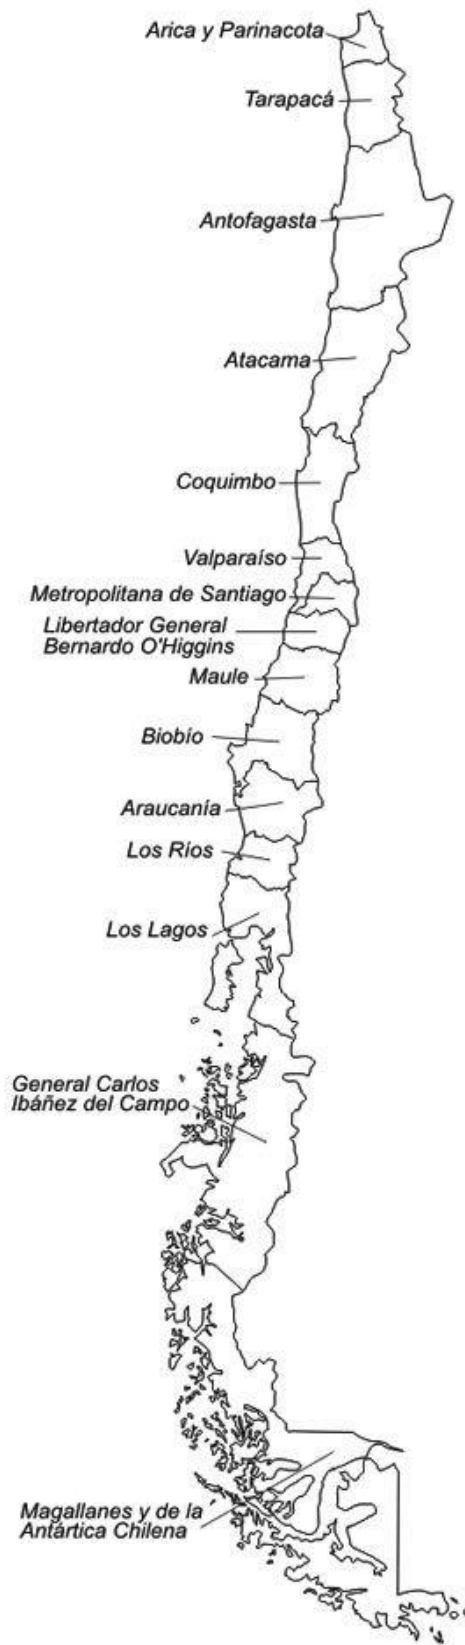 Arica y Parinacota
Tarapacá
Antofagasta
Atacama
Coquimbo
Valparaíso
Metropolitana de Santiago
Libertador General
Bernardo O'Higgins
Maule
Biobío
Araucanía
Los Ríos
Los Lagos
General Carlos
Ibáñez del Campo
Magallanes y de la
Antártica Chilena